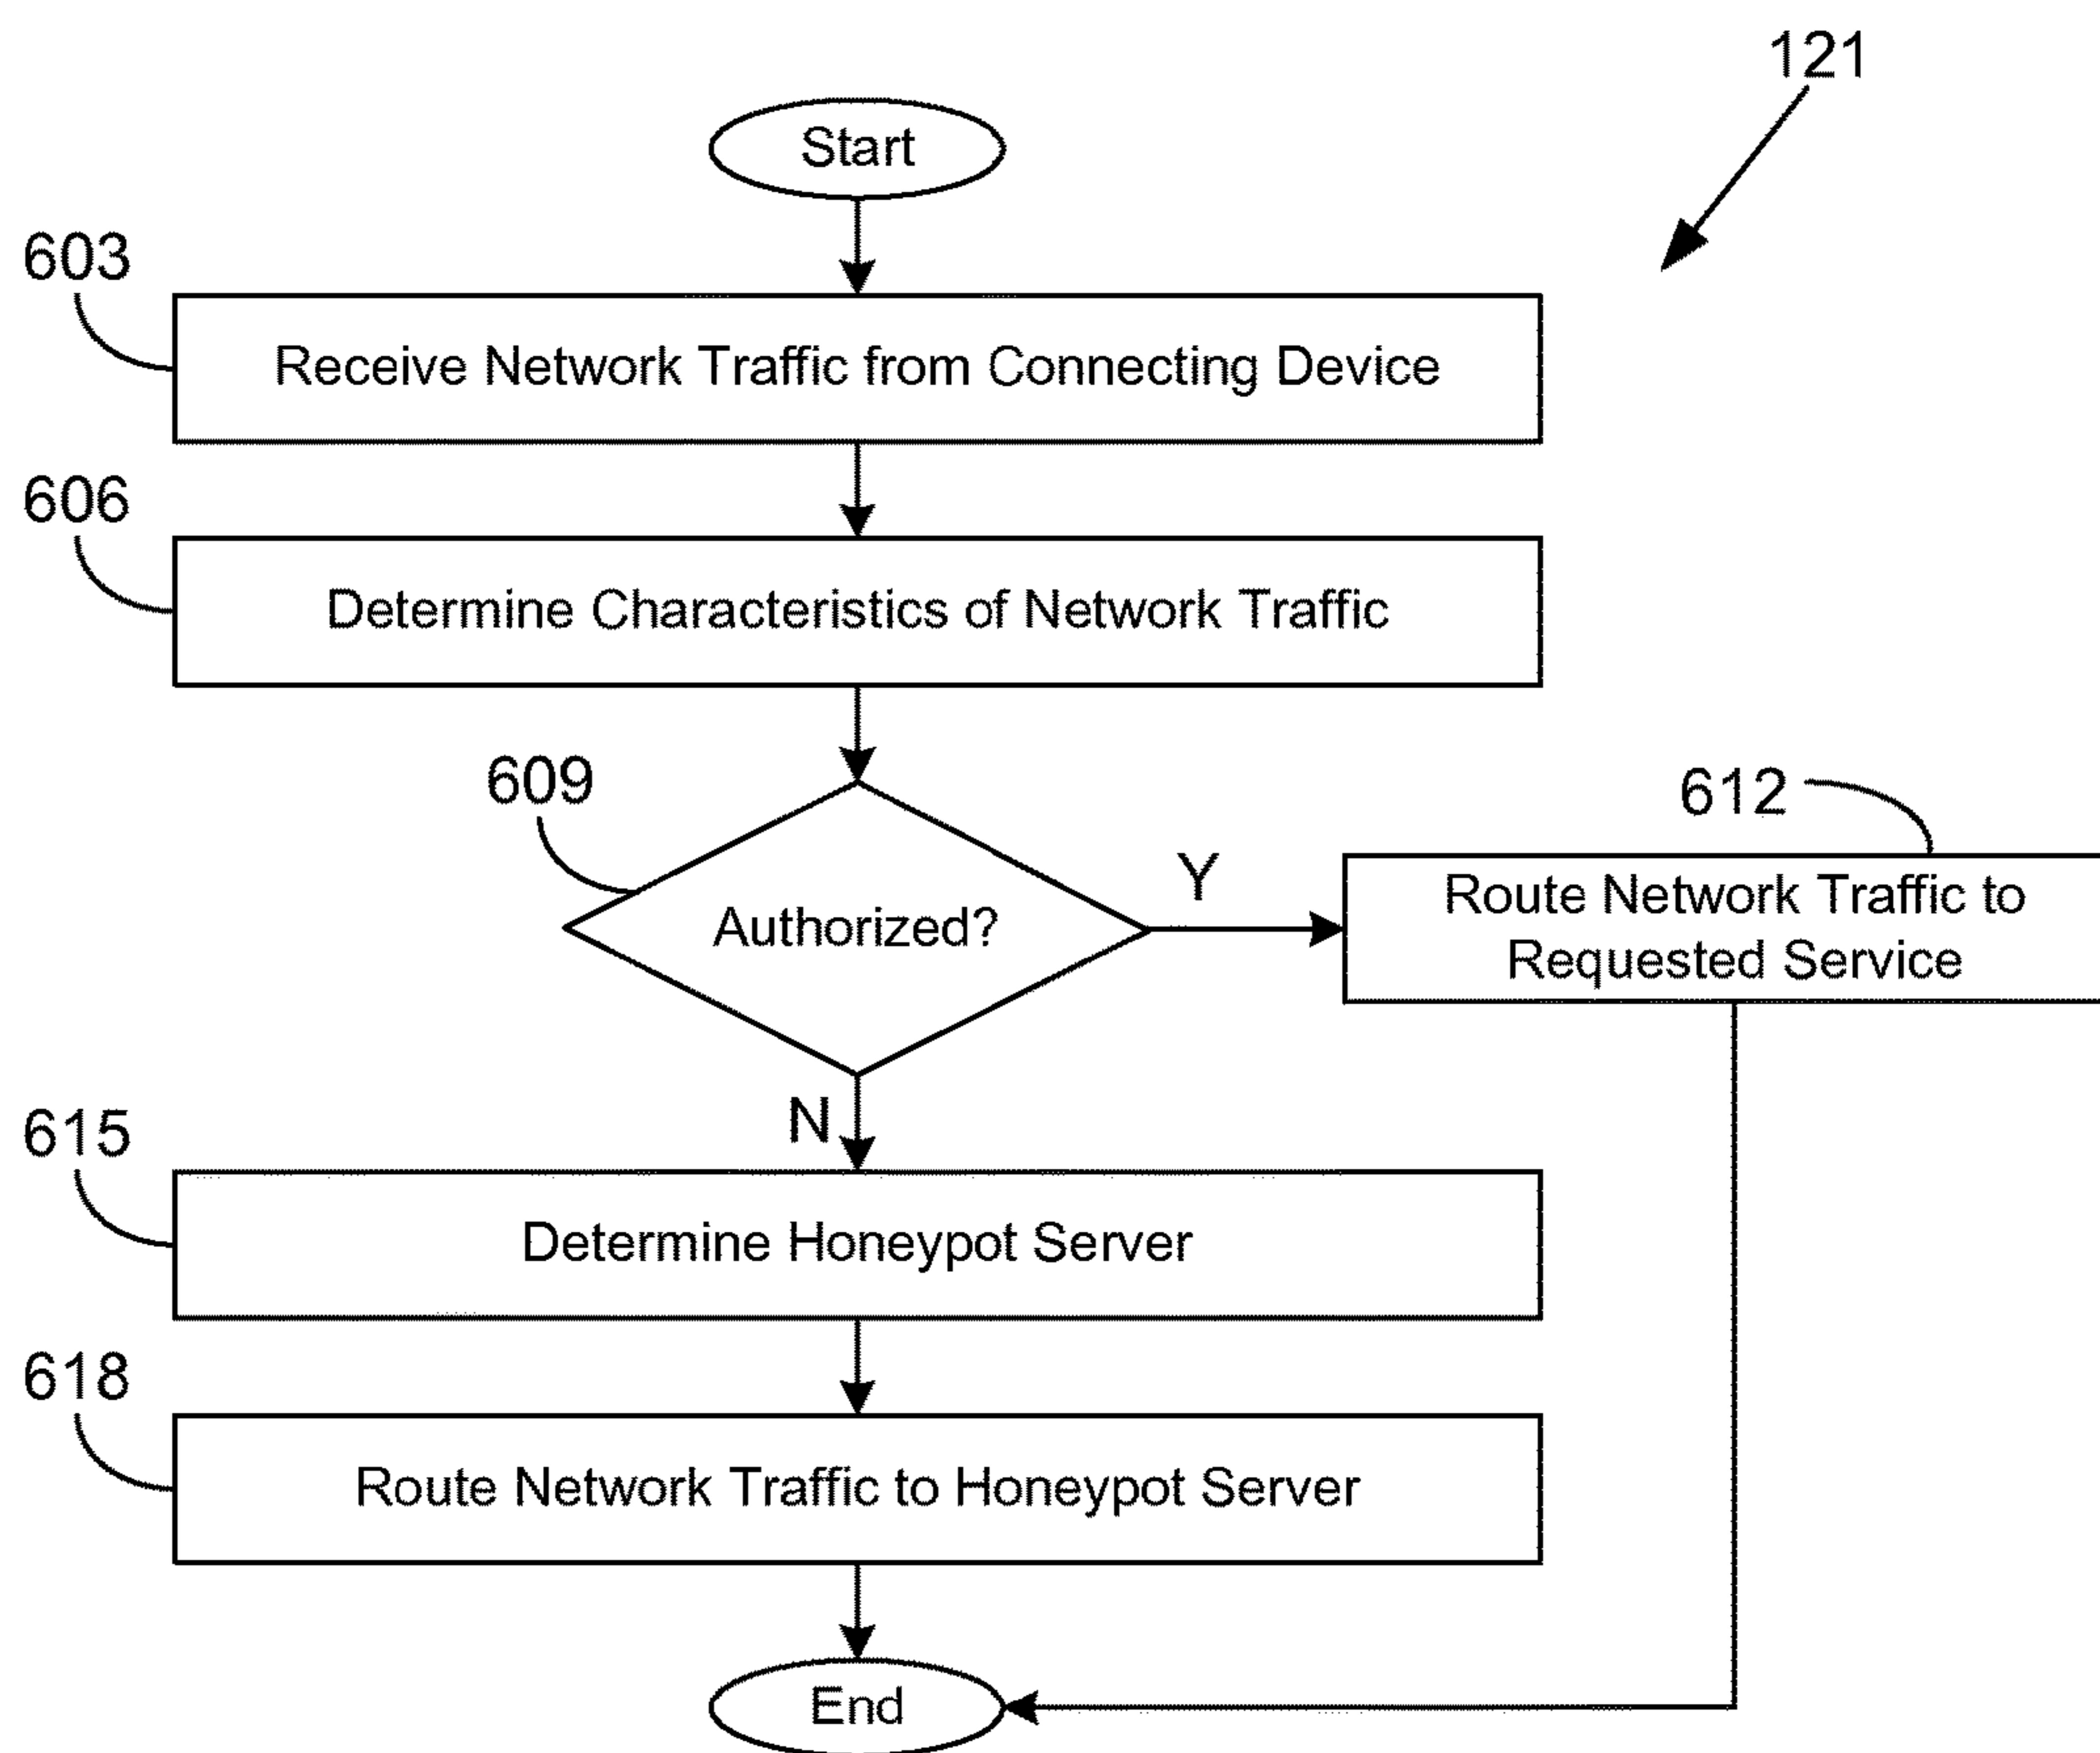 121
Start
603
Receive Network Traffic from Connecting Device
606
Determine Characteristics of Network Traffic
609
Authorized?
Y
612
Route Network Traffic to
Requested Service
N
615
Determine Honeypot Server
618
Route Network Traffic to Honeypot Server
End